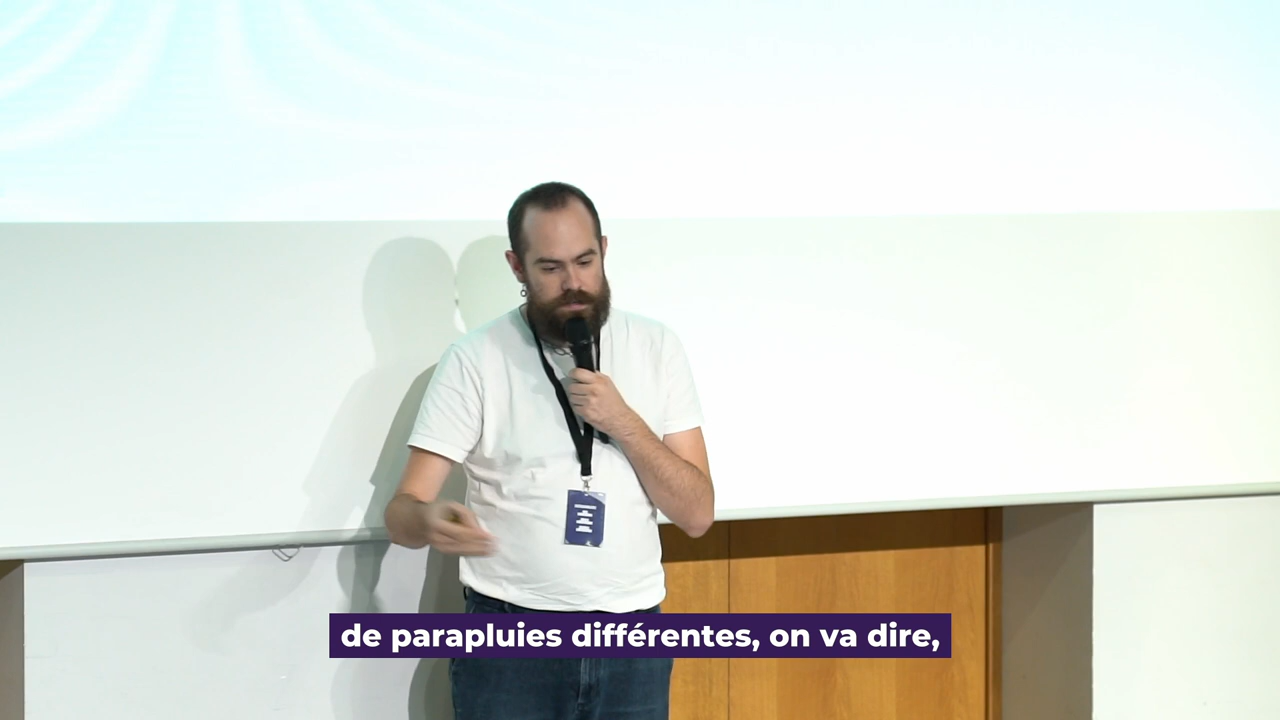 de parapluies différentes, on va dire,